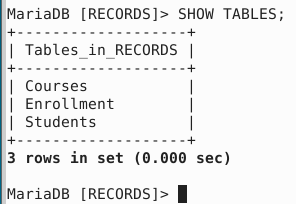 MariaDB [RECORDS]> SHOW TABLES;
+-------------------+
| Tables_in_RECORDS |
+-------------------+
| Courses           |
| Enrollment        |
| Students          |
+-------------------+
3 rows in set (0.000 sec)
MariaDB [RECORDS]>